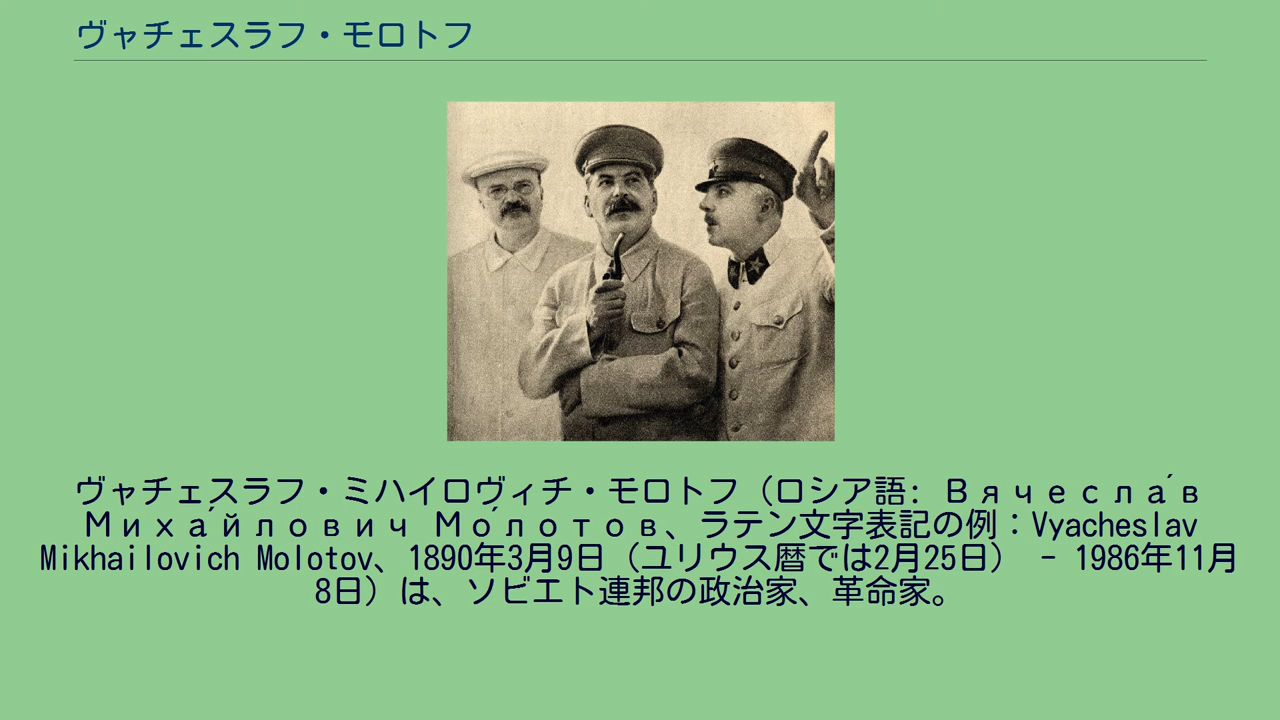 ヴャチェスラフ・モロトフ
ヴャチェスラフ・ミハイロヴィチ・モロトフ（ロシア語: Вячесла́в
Миха́йлович Мо́лотов、ラテン文字表記の例：Vyacheslav
Mikhailovich Molotov、1890年3月9日（ユリウス暦では2月25日） - 1986年11月
8日）は、ソビエト連邦の政治家、革命家。